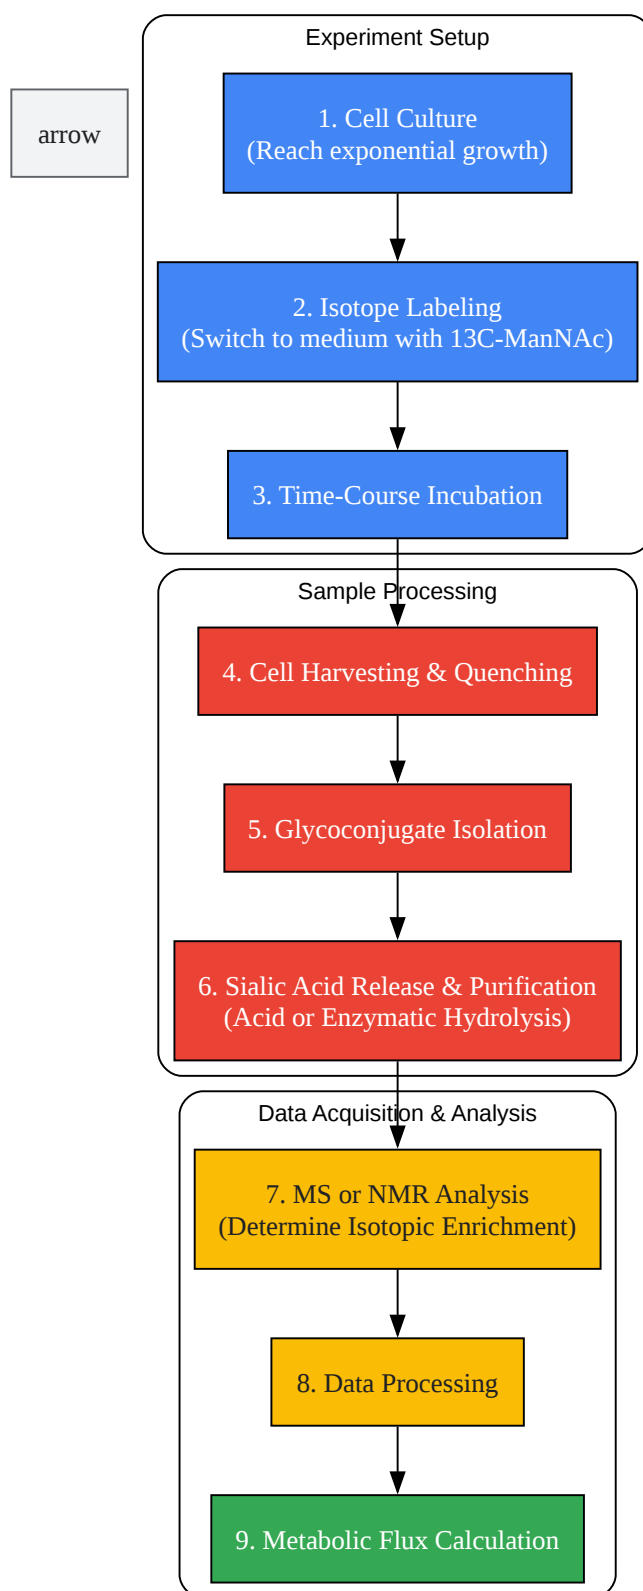 Experiment Setup
arrow
1. Cell Culture
(Reach exponential growth)
2. Isotope Labeling
(Switch to medium with 13C-ManNAc)
3. Time-Course Incubation
Sample Processing
4. Cell Harvesting & Quenching
5. Glycoconjugate Isolation
6. Sialic Acid Release & Purification
(Acid or Enzymatic Hydrolysis)
Data Acquisition & Analysis
7. MS or NMR Analysis
(Determine Isotopic Enrichment)
8. Data Processing
9. Metabolic Flux Calculation